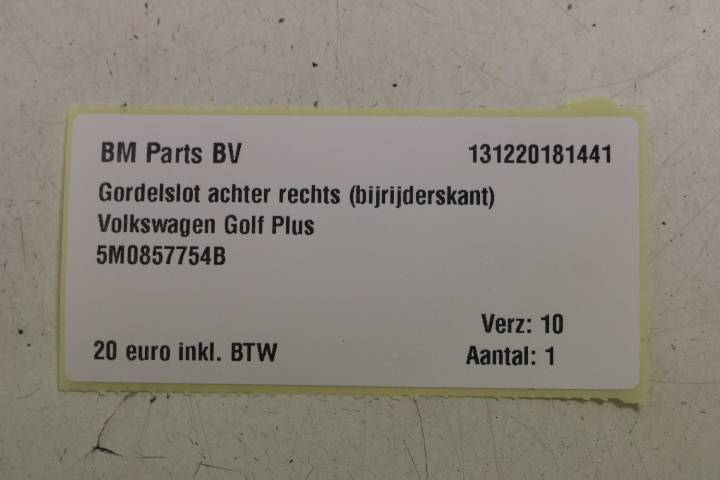 BM Parts BV 131220181441
Gordelslot achter rechts (bijrijderskant)
Volkswagen Golf Plus
5M0857754B
Verz: 10
20 euro inkl. BTW Aantal: 1